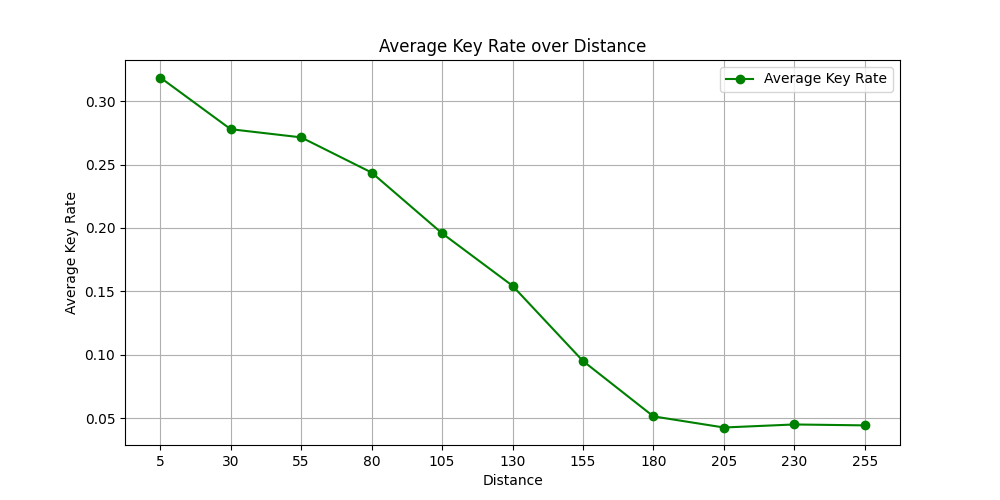 Average Key Rate over Distance
Average Key Rate
0.30
0.25
0.20
0.15
0.10
0.05
Average Key Rate
5 30 55 80 105 130 155 180 205 230 255
Distance